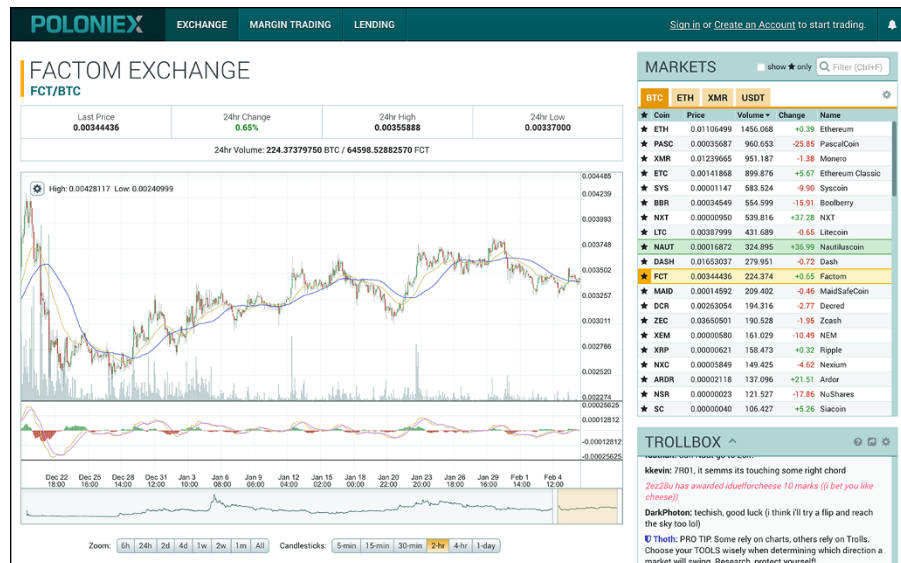 POLONIEX EXCHANGE MARGIN TRADING LENDING Sign in or Create an Account to start trading.
FACTOM EXCHANGE
FCT/BTC
Last Price 24hr Change 24hr High 24hr Low
0.00344436 0.65% 0.00355888 0.00337000
24hr Volume: 224.37379750 BTC / 64598.52882570 FCT
High: 0.00428117 Low: 0.00240999
0.004485
0.004239
0.003993
0.003748
0.003502
0.003257
0.003011
0.002766
0.002520
0.002274
0.00025625
0.00012812
-0.00012812
-0.00025625
Dec 22 Dec 25 Dec 28 Dec 31 Jan 3 Jan 6 Jan 9 Jan 12 Jan 15 Jan 18 Jan 20 Jan 23 Jan 26 Jan 29 Feb 1 Feb 4
18:00 16:00 14:00 12:00 10:00 08:00 06:00 04:00 02:00 00:00 22:00 20:00 18:00 16:00 14:00 12:00
Zoom: 6h 24h 2d 4d 1w 2w 1m All Candlesticks: 5-min 15-min 30-min 2-hr 4-hr 1-day
MARKETS show ★ only Filter (Ctrl+F)
BTC ETH XMR USDT
★ Coin Price Volume ▾ Change Name
★ ETH 0.01106499 1456.068 +0.39 Ethereum
★ PASC 0.00035687 960.653 -25.85 PascalCoin
★ XMR 0.01239665 951.187 -1.38 Monero
★ ETC 0.00141868 899.876 +5.67 Ethereum Classic
★ SYS 0.00001147 583.524 -9.90 Syscoin
★ BBR 0.00034549 554.599 -15.91 Boolberry
★ NXT 0.00000950 539.816 +37.28 NXT
★ LTC 0.00387999 431.689 -0.65 Litecoin
★ NAUT 0.00016872 324.895 +36.99 Nautiluscoin
★ DASH 0.01653037 279.951 -0.72 Dash
★ FCT 0.00344436 224.374 +0.65 Factom
★ MAID 0.00014592 209.402 -0.46 MaidSafeCoin
★ DCR 0.00263054 194.316 -2.77 Decred
★ ZEC 0.03650501 190.528 -1.95 Zcash
★ XEM 0.00000580 161.029 -10.49 NEM
★ XRP 0.00000621 158.473 +0.32 Ripple
★ NXC 0.00005849 149.425 -4.62 Nexium
★ ARDR 0.00002118 137.096 +21.51 Ardor
★ NSR 0.00000023 121.527 -17.86 NuShares
★ SC 0.00000040 106.427 +5.26 Siacoin
TROLLBOX
kkevin: 7R01, it semms its touching some right chord
2ez28u has awarded iduefforcheese 10 marks ((i bet you like
cheese))
DarkPhoton: techish, good luck (i think i'll try a flip and reach
the sky too lol)
Thoth: PRO TIP. Some rely on charts, others rely on Trolls.
Choose your TOOLS wisely when determining which direction a
market will swing. Research, protect yourself!